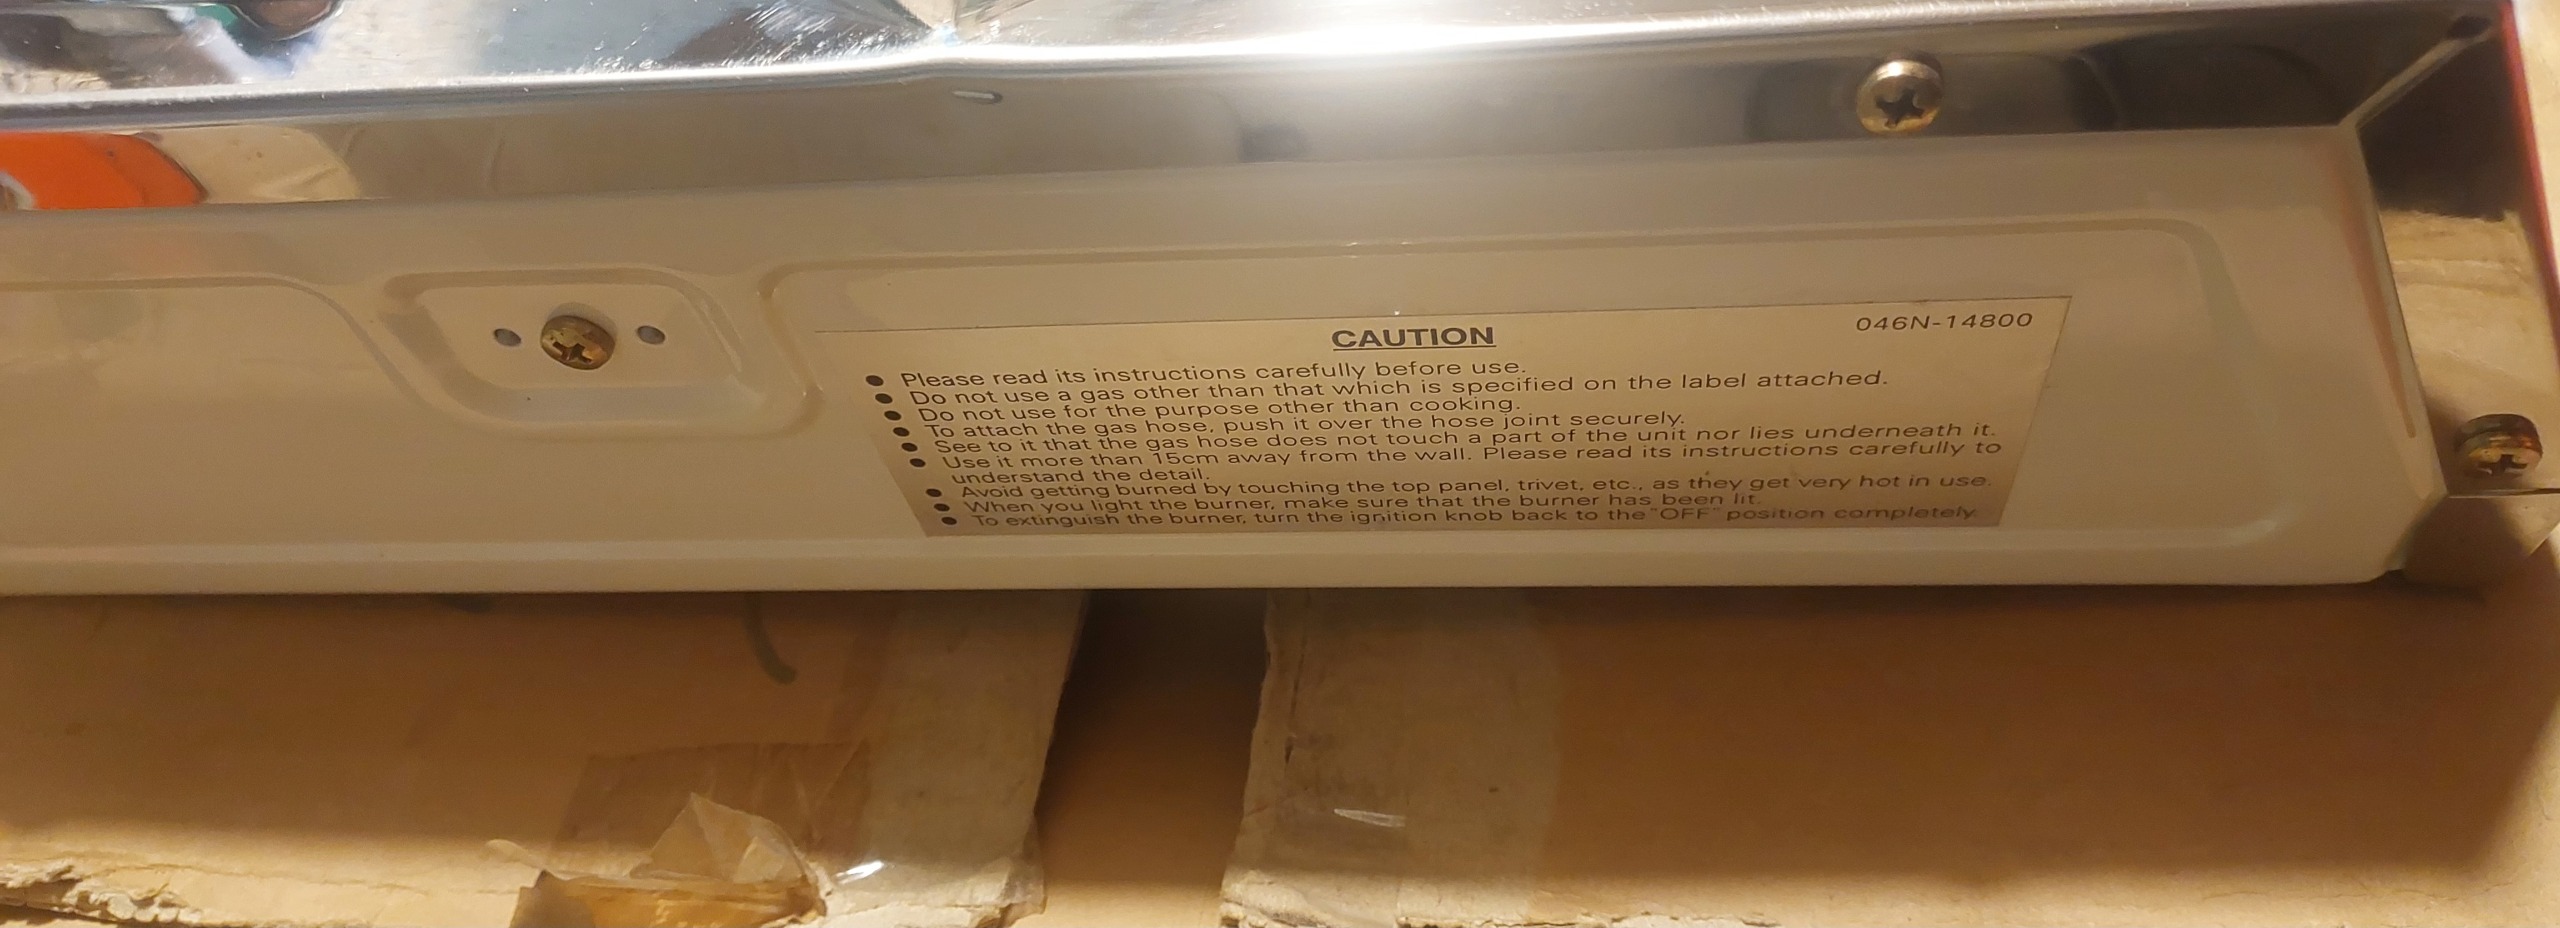 CAUTION 046N-14800
● Please read its instructions carefully before use.
● Do not use a gas other than that which is specified on the label attached.
● Do not use for the purpose other than cooking.
● To attach the gas hose, push it over the hose joint securely.
● See to it that the gas hose does not touch a part of the unit nor lies underneath it.
● Use it more than 15cm away from the wall. Please read its instructions carefully to
understand the detail.
● Avoid getting burned by touching the top panel, trivet, etc., as they get very hot in use.
● When you light the burner, make sure that the burner has been lit.
● To extinguish the burner, turn the ignition knob back to the "OFF" position completely.